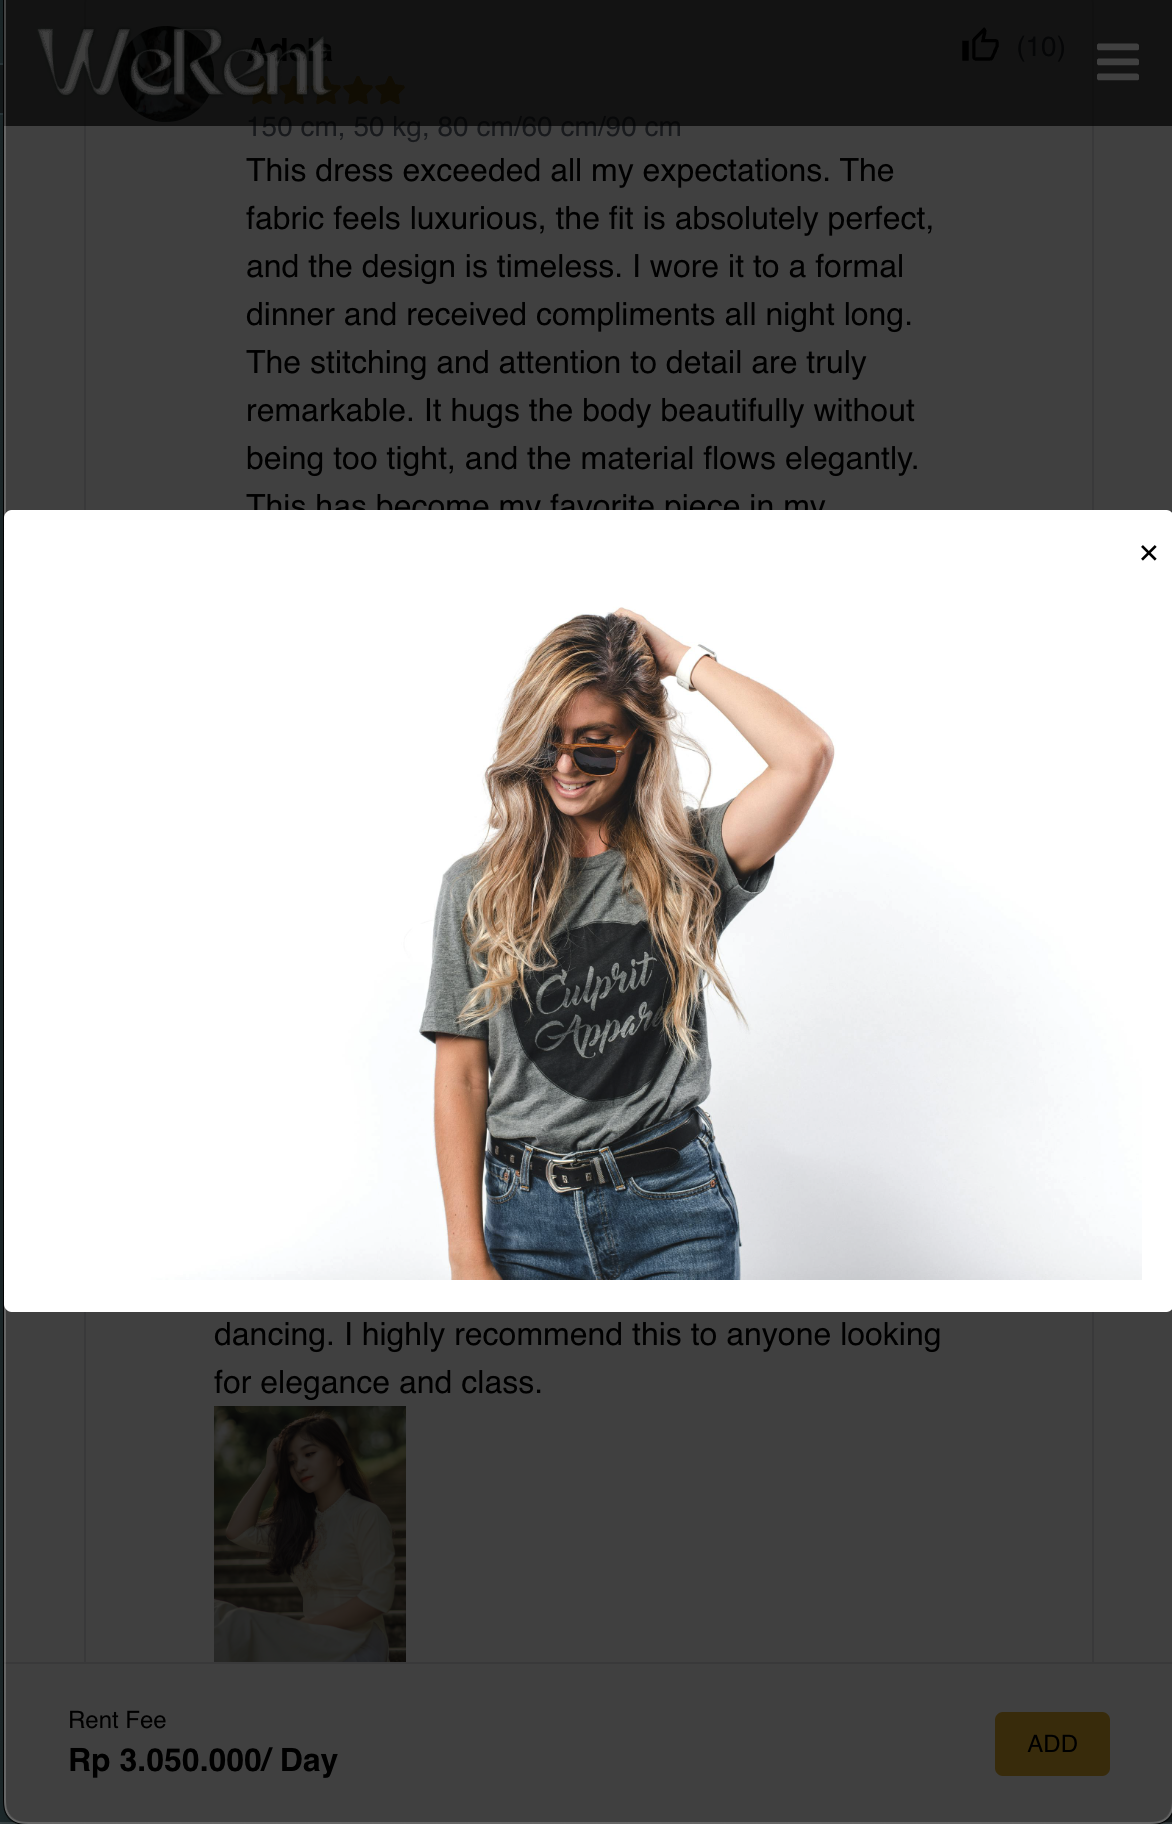 WeRent
Adela
(10)
150 cm, 50 kg, 80 cm/60 cm/90 cm
This dress exceeded all my expectations. The
fabric feels luxurious, the fit is absolutely perfect,
and the design is timeless. I wore it to a formal
dinner and received compliments all night long.
The stitching and attention to detail are truly
remarkable. It hugs the body beautifully without
being too tight, and the material flows elegantly.
This has become my favorite piece in my
×
Culprit
Appare
dancing. I highly recommend this to anyone looking
for elegance and class.
Rent Fee
Rp 3.050.000/ Day
ADD